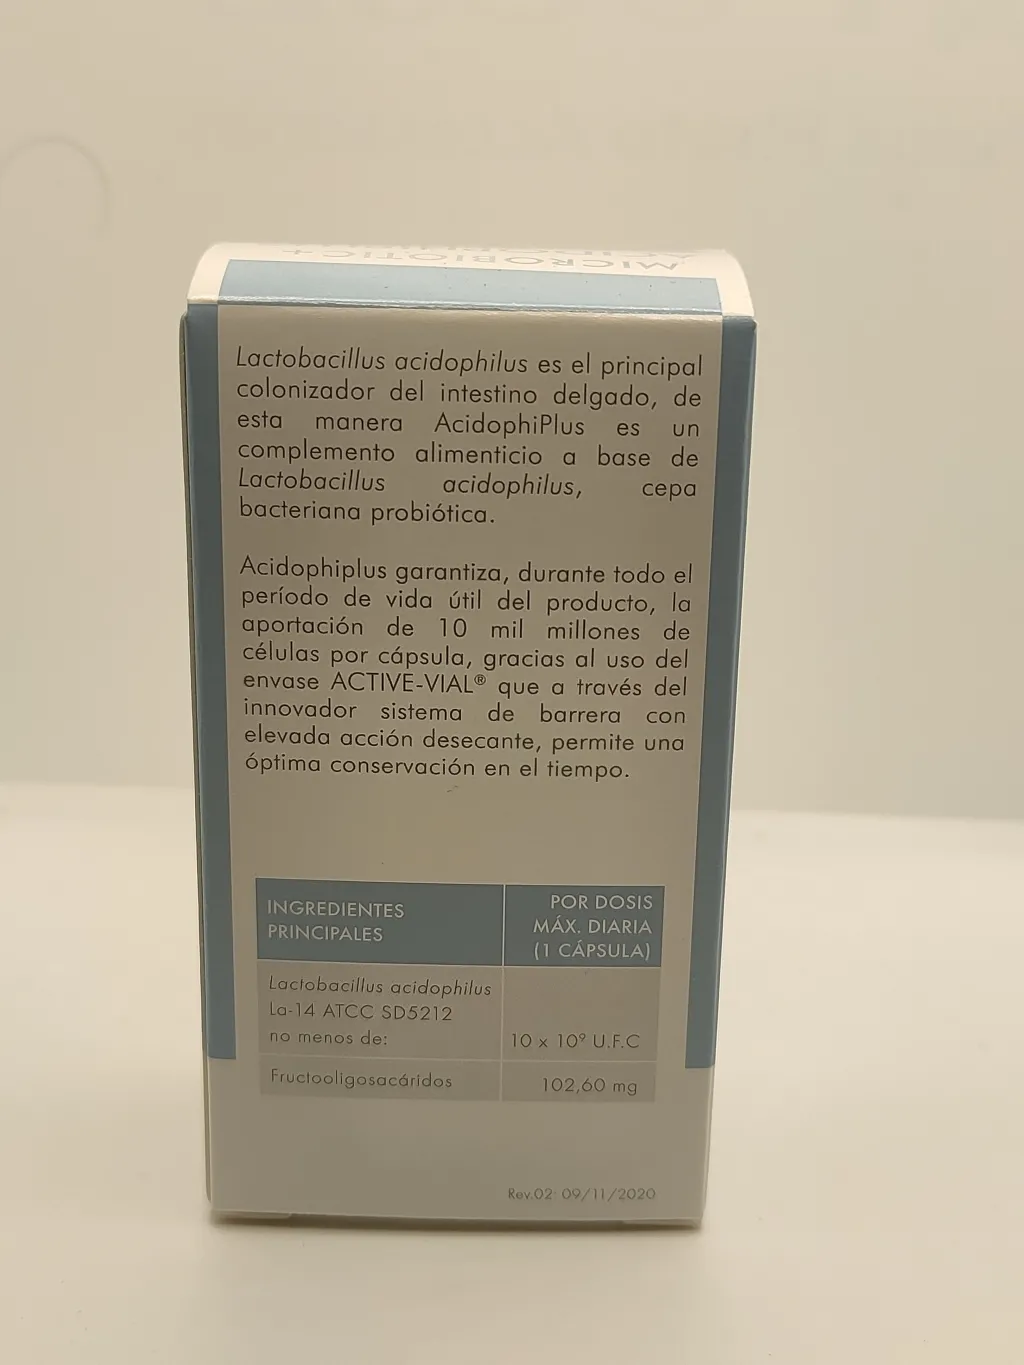 MICROBIOTIC+
Lactobacillus acidophilus es el principal
colonizador del intestino delgado, de
esta manera AcidophiPlus es un
complemento alimenticio a base de
Lactobacillus acidophilus, cepa
bacteriana probiótica.
Acidophiplus garantiza, durante todo el
período de vida útil del producto, la
aportación de 10 mil millones de
células por cápsula, gracias al uso del
envase ACTIVE-VIAL® que a través del
innovador sistema de barrera con
elevada acción desecante, permite una
óptima conservación en el tiempo.
INGREDIENTES
PRINCIPALES
POR DOSIS
MÁX. DIARIA
(1 CÁPSULA)
Lactobacillus acidophilus
La-14 ATCC SD5212
no menos de:
10 x 10⁹ U.F.C
Fructooligosacáridos
102,60 mg
Rev.02: 09/11/2020